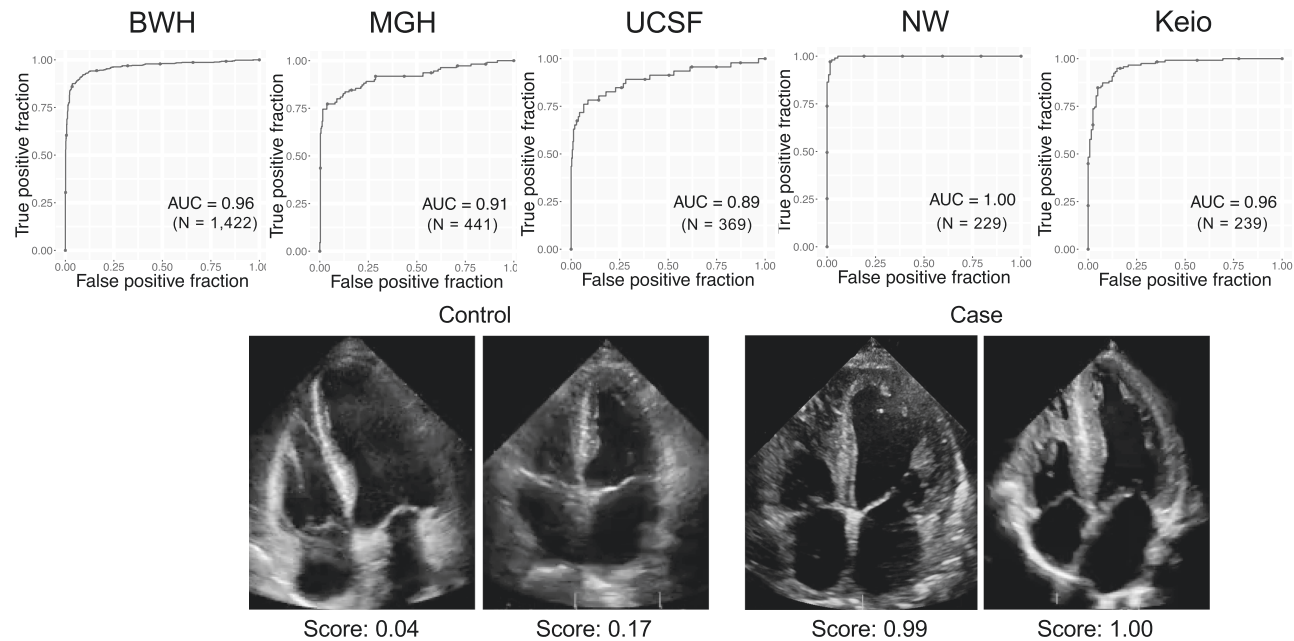 BWH MGH UCSF NW Keio
True positive fraction
1.00
0.75
0.50
0.25
0.00
AUC = 0.96
(N = 1,422)
0.00 0.25 0.50 0.75 1.0
False positive fraction
True positive fraction
1.00
0.75
0.50
0.25
0.00
AUC = 0.91
(N = 441)
0.00 0.25 0.50 0.75 1.0
False positive fraction
True positive fraction
1.00
0.75
0.50
0.25
0.00
AUC = 0.89
(N = 369)
0.00 0.25 0.50 0.75 1.00
False positive fraction
True positive fraction
1.00
0.75
0.50
0.25
0.00
AUC = 1.00
(N = 229)
0.00 0.25 0.50 0.75 1.00
False positive fraction
True positive fraction
1.00
0.75
0.50
0.25
0.00
AUC = 0.96
(N = 239)
0.00 0.25 0.50 0.75 1.00
False positive fraction
Control Case
Score: 0.04 Score: 0.17 Score: 0.99 Score: 1.00